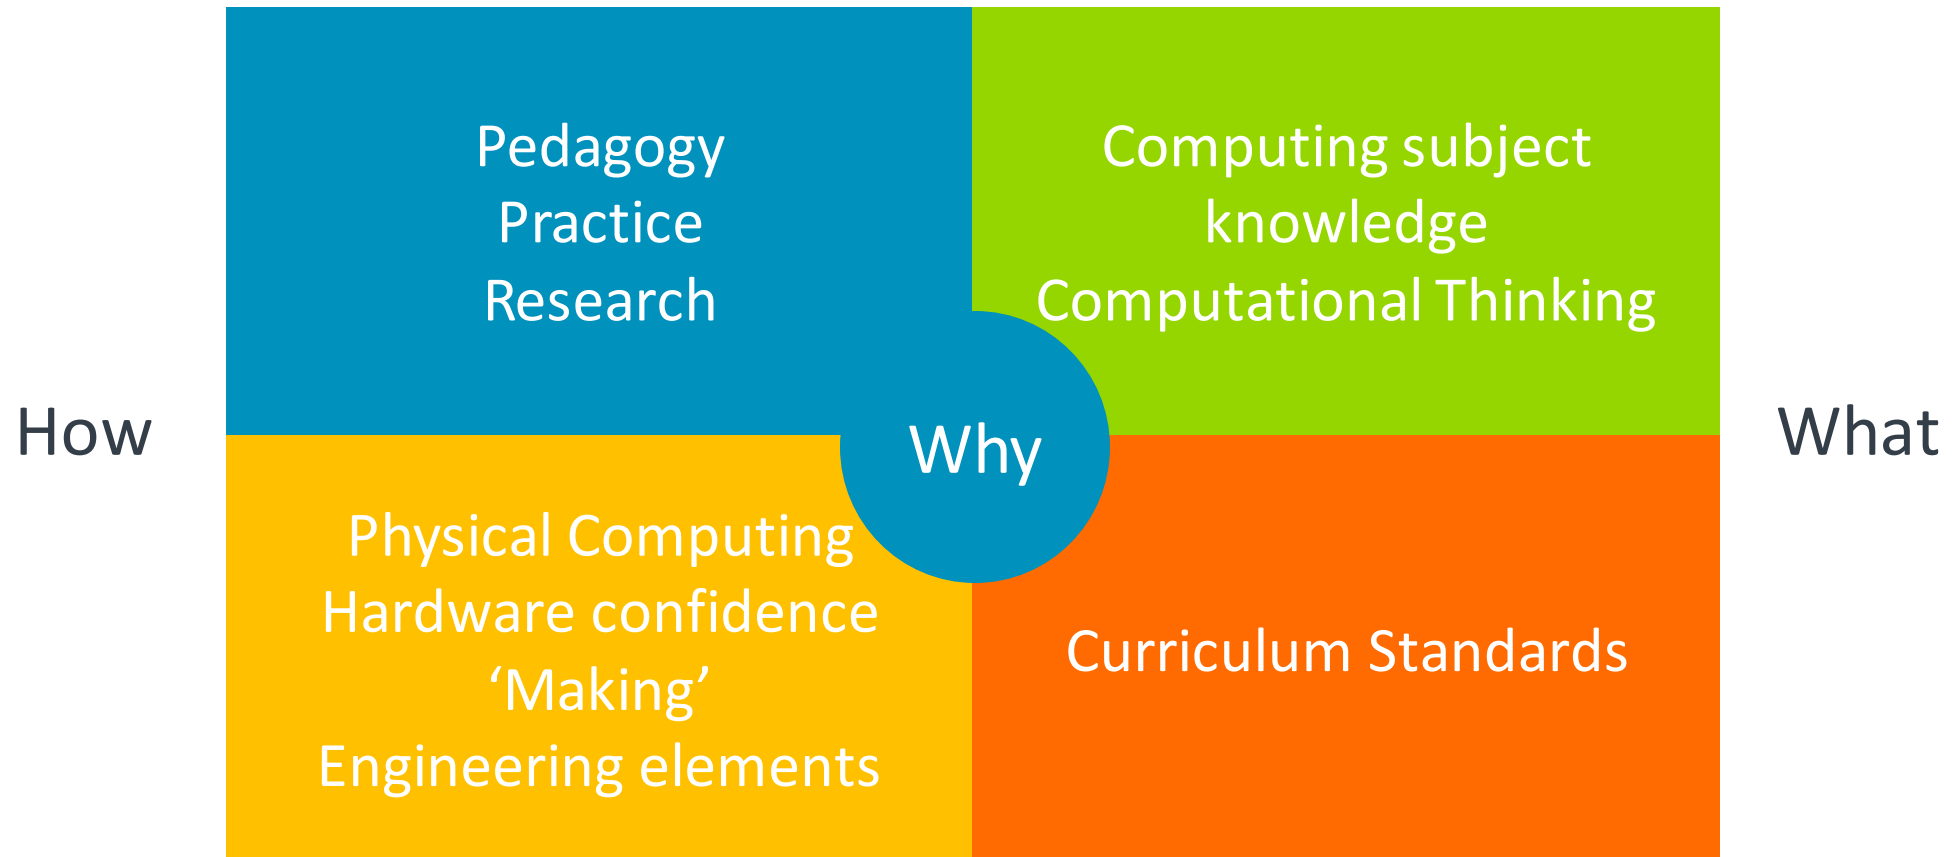 Pedagogy
Practice
Research
Computing subject
knowledge
Computational Thinking
How
Why
What
Physical Computing
Hardware confidence
‘Making’
Engineering elements
Curriculum Standards